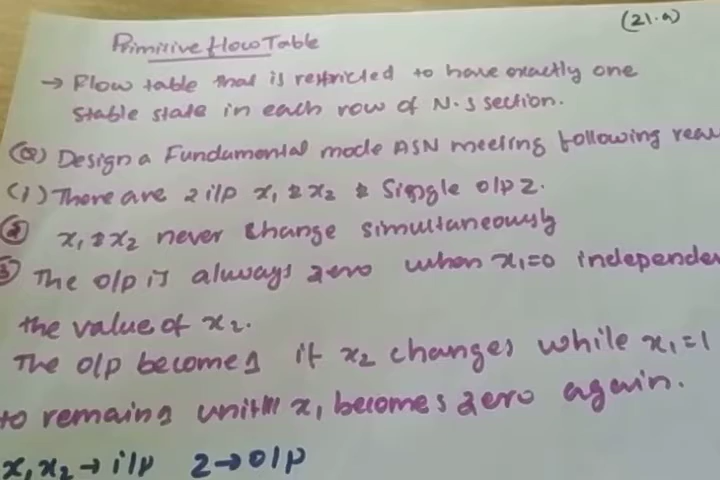 (21.a)
Primitive flow Table
→ Flow table that is restricted to have exactly one
stable state in each row of N.S section.
(Q) Design a Fundamental mode ASN meeting following
(1) There are 2 i/p x₁ & x₂ & Single o/p Z.
② x₁ & x₂ never change simultaneously
③ The o/p is always zero when x₁=0 independen
the value of x₂.
The o/p becomes 1 if x₂ changes while x₁=1
to remains until x₁ becomes zero again.
x₁ x₂ → i/p Z → o/p